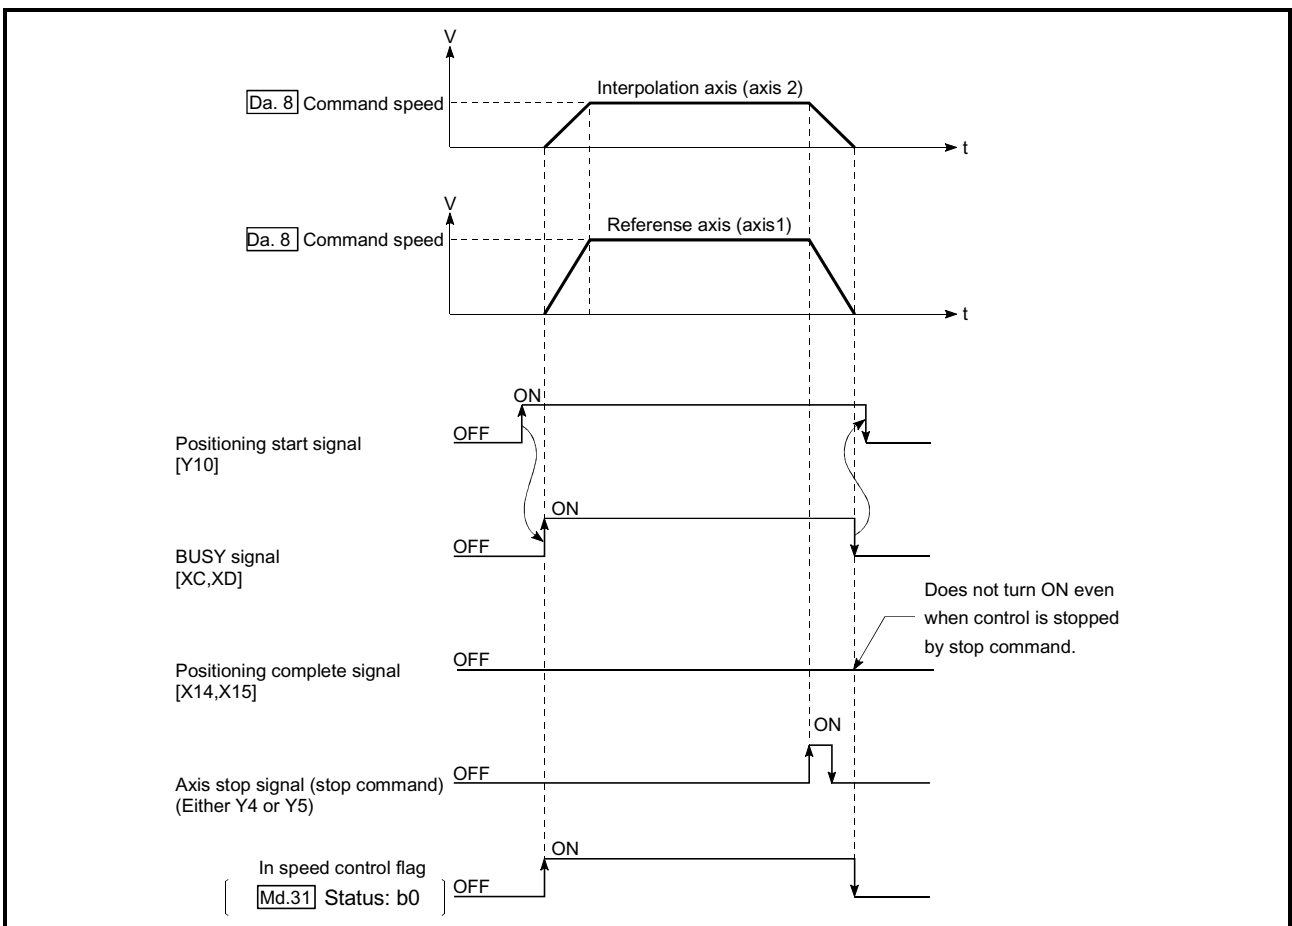 V
Interpolation axis (axis 2)
Da. 8 Command speed
t
V
Referense axis (axis1)
Da. 8 Command speed
t
ON
OFF
Positioning start signal
[Y10]
ON
OFF
BUSY signal
[XC,XD]
Does not turn ON even
when control is stopped
by stop command.
OFF
Positioning complete signal
[X14,X15]
ON
OFF
Axis stop signal (stop command)
(Either Y4 or Y5)
ON
In speed control flag
OFF
Md.31 Status: b0